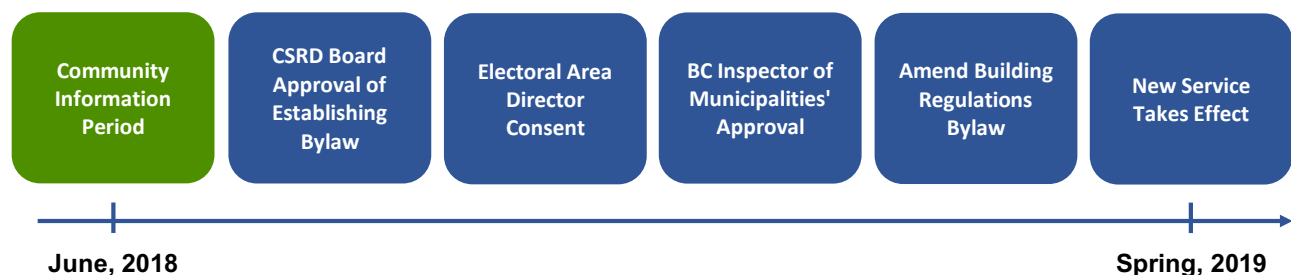 Community
Information
Period
CSRD Board
Approval of
Establishing
Bylaw
Electoral Area
Director
Consent
BC Inspector of
Municipalities'
Approval
Amend Building
Regulations
Bylaw
New Service
Takes Effect
June, 2018
Spring, 2019